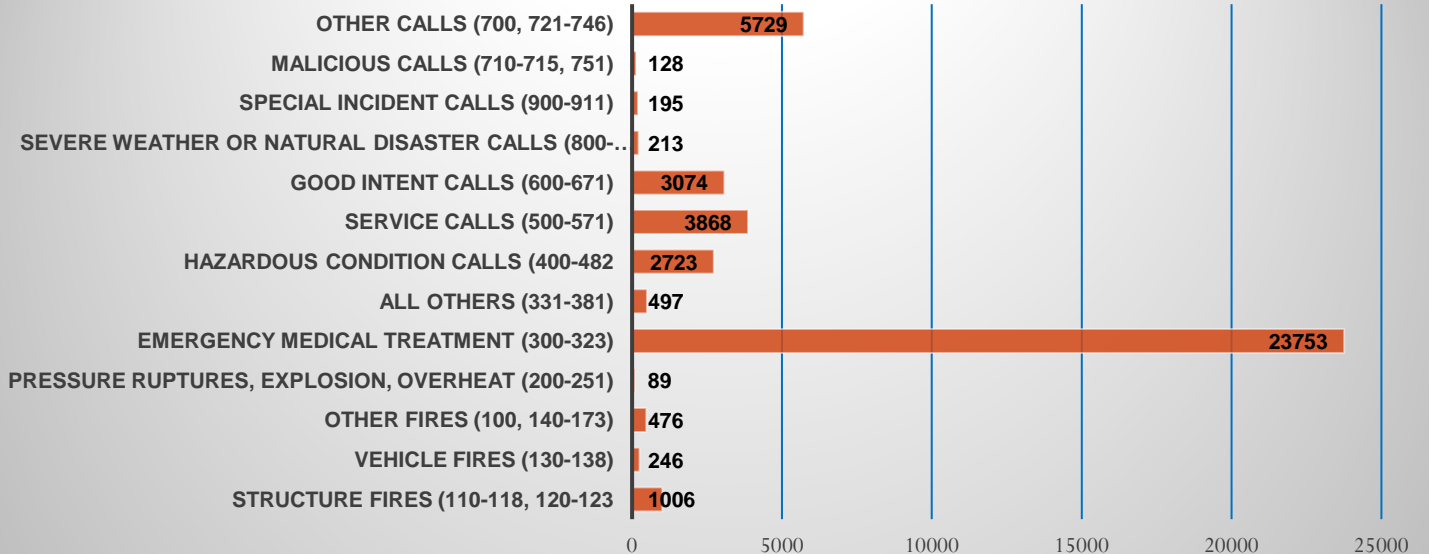 OTHER CALLS (700, 721-746) 5729
MALICIOUS CALLS (710-715, 751) 128
SPECIAL INCIDENT CALLS (900-911) 195
SEVERE WEATHER OR NATURAL DISASTER CALLS (800-… 213
GOOD INTENT CALLS (600-671) 3074
SERVICE CALLS (500-571) 3868
HAZARDOUS CONDITION CALLS (400-482 2723
ALL OTHERS (331-381) 497
EMERGENCY MEDICAL TREATMENT (300-323) 23753
PRESSURE RUPTURES, EXPLOSION, OVERHEAT (200-251) 89
OTHER FIRES (100, 140-173) 476
VEHICLE FIRES (130-138) 246
STRUCTURE FIRES (110-118, 120-123 1006
0 5000 10000 15000 20000 25000